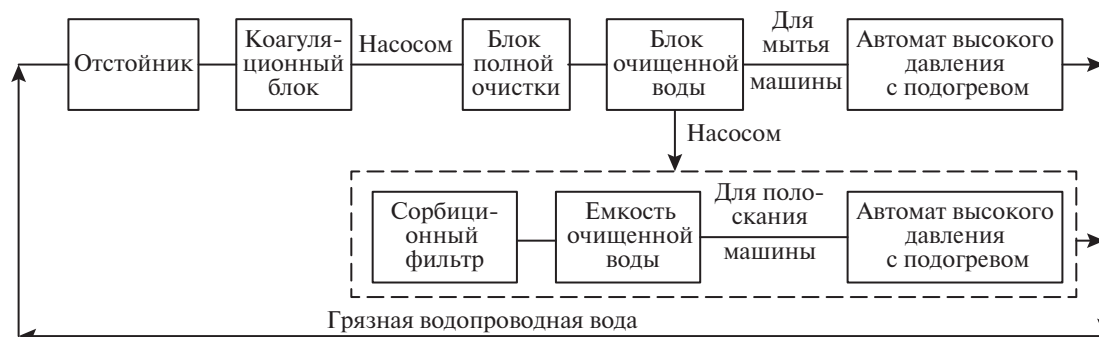 Отстойник
Коагуля-
ционный
блок
Насосом
Блок
полной
очистки
Блок
очищенной
воды
Для
мытья
машины
Автомат высокого
давления
с подогревом
Насосом
Сорбици-
онный
фильтр
Емкость
очищенной
воды
Для поло-
скания
машины
Автомат высокого
давления
с подогревом
Грязная водопроводная вода